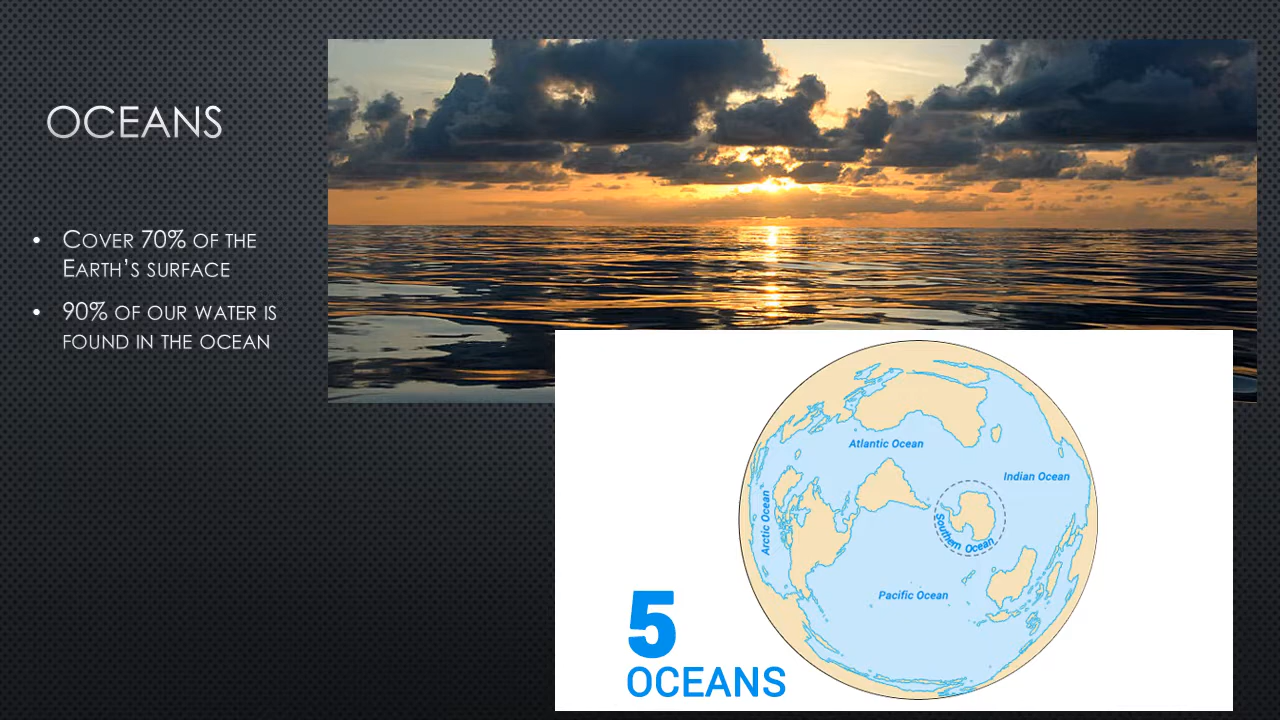 OCEANS
• COVER 70% OF THE
EARTH'S SURFACE
• 90% OF OUR WATER IS
FOUND IN THE OCEAN
Atlantic Ocean
Indian Ocean
Arctic Ocean
Southern Ocean
Pacific Ocean
5
OCEANS